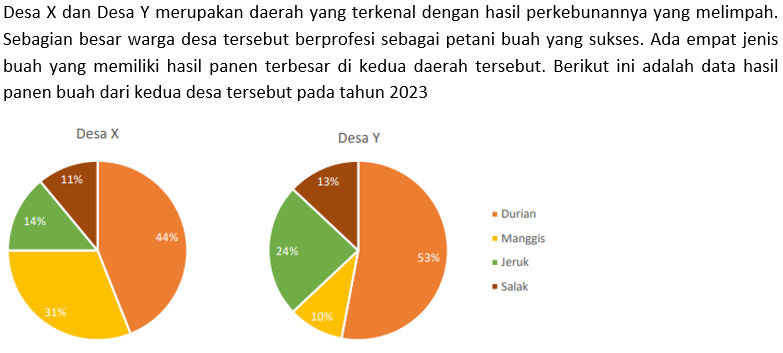 Desa X dan Desa Y merupakan daerah yang terkenal dengan hasil perkebunannya yang melimpah.
Sebagian besar warga desa tersebut berprofesi sebagai petani buah yang sukses. Ada empat jenis
buah yang memiliki hasil panen terbesar di kedua daerah tersebut. Berikut ini adalah data hasil
panen buah dari kedua desa tersebut pada tahun 2023
Desa X
11%
14%
44%
31%
Desa Y
13%
24%
53%
10%
Durian
Manggis
Jeruk
Salak